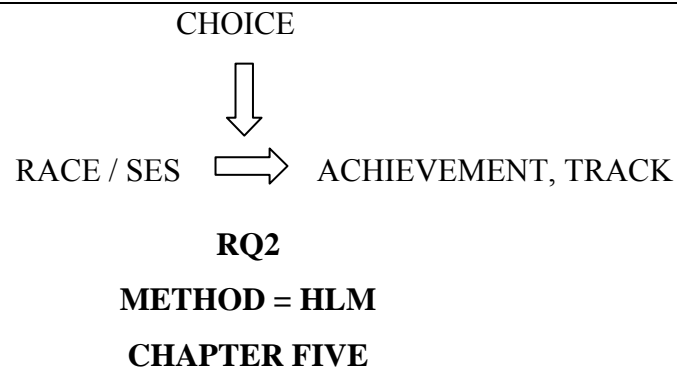 CHOICE
RACE / SES ACHIEVEMENT, TRACK
RQ2
METHOD = HLM
CHAPTER FIVE